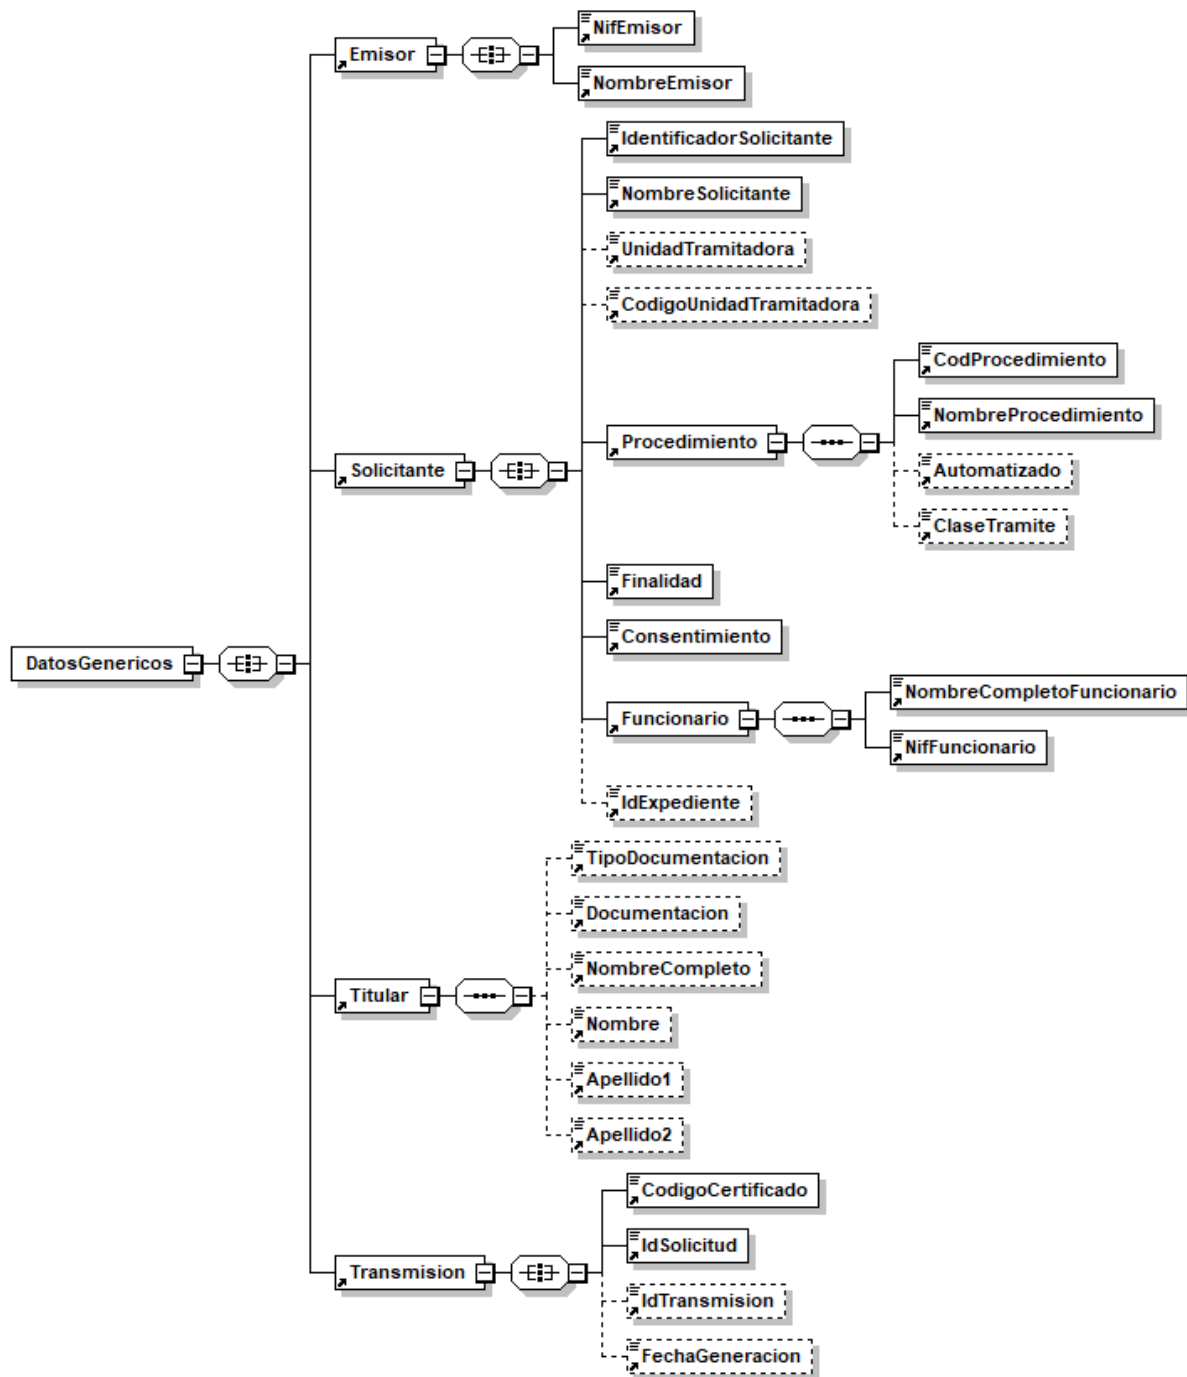 Emisor
NifEmisor
NombreEmisor
IdentificadorSolicitante
NombreSolicitante
UnidadTramitadora
CodigoUnidadTramitadora
CodProcedimiento
NombreProcedimiento
Procedimiento
Automatizado
Solicitante
ClaseTramite
Finalidad
Consentimiento
DatosGenericos
NombreCompletoFuncionario
Funcionario
NifFuncionario
IdExpediente
TipoDocumentacion
Documentacion
NombreCompleto
Titular
Nombre
Apellido1
Apellido2
CodigoCertificado
IdSolicitud
Transmision
IdTransmision
FechaGeneracion